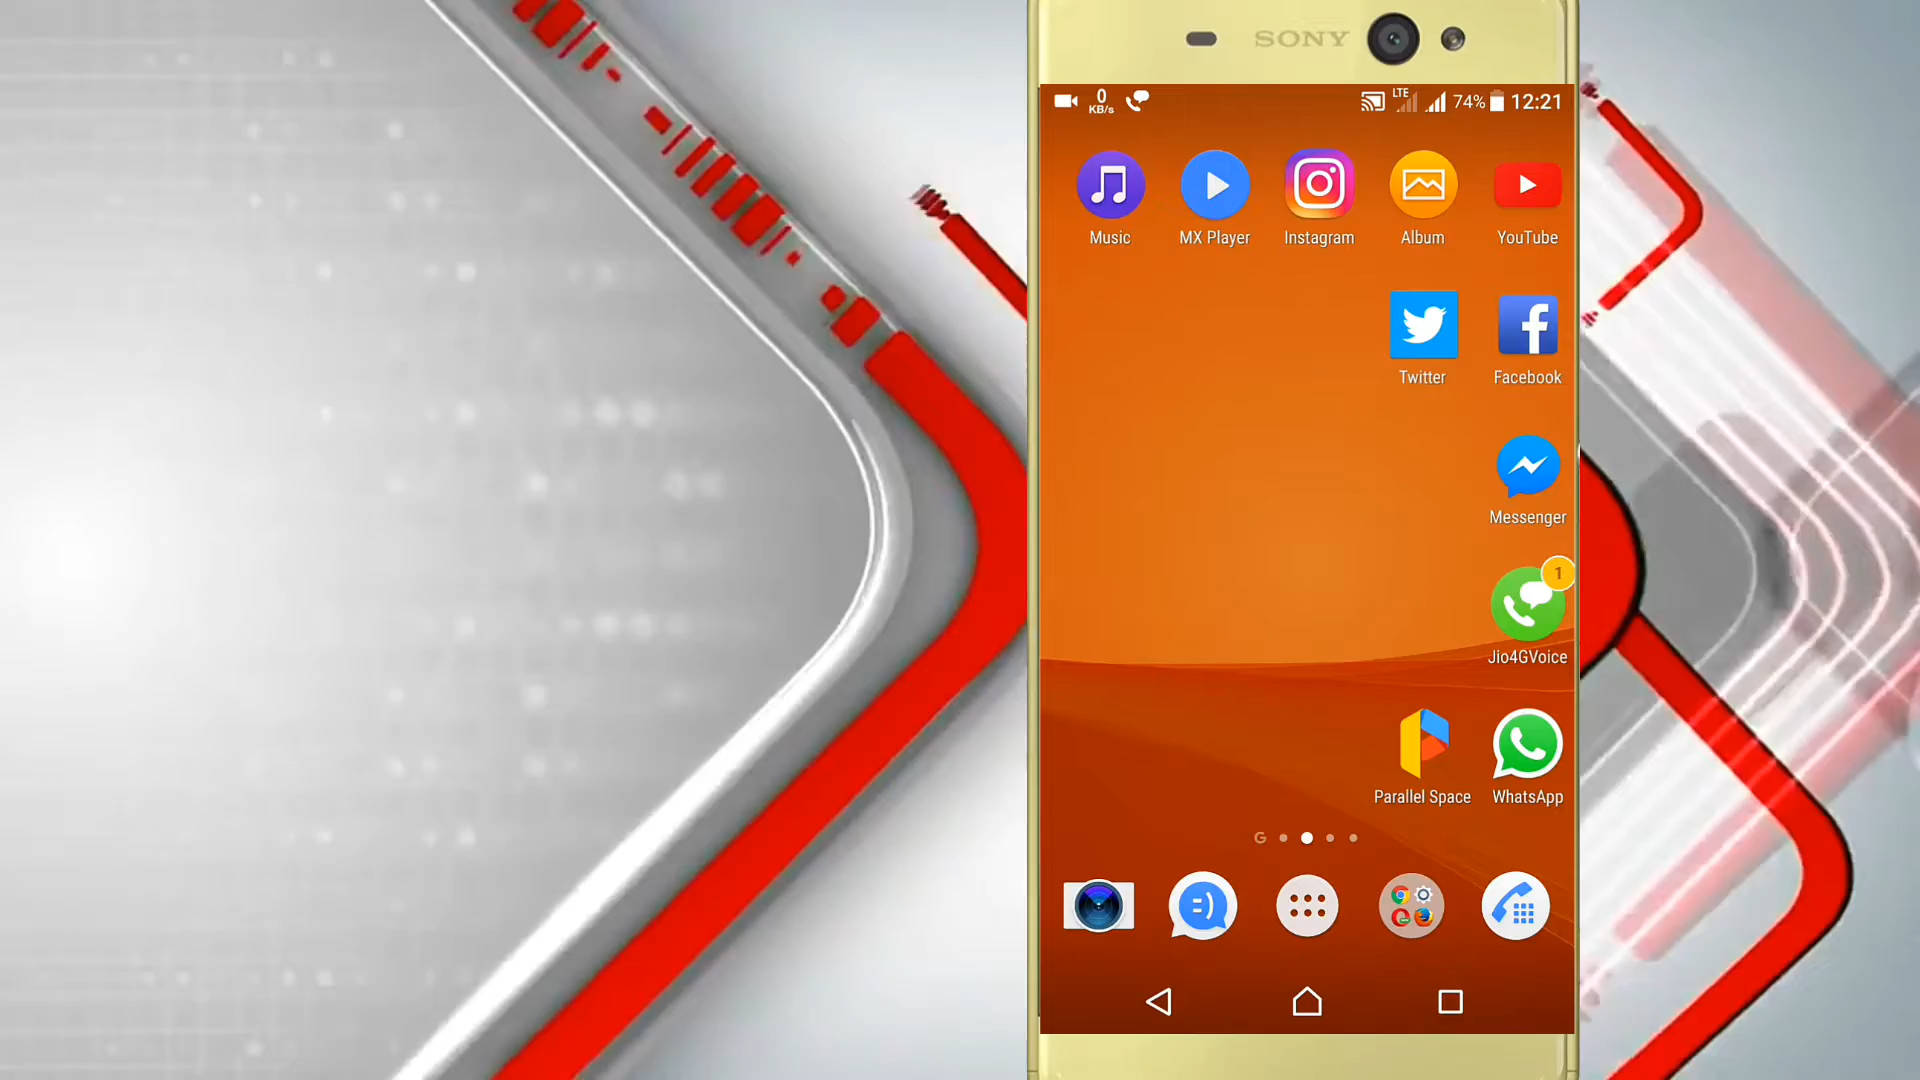 SONY
0
KB/s
LTE
74%
12:21
Music
MX Player
Instagram
Album
YouTube
Twitter
Facebook
Messenger
1
Jio4GVoice
Parallel Space
WhatsApp
G